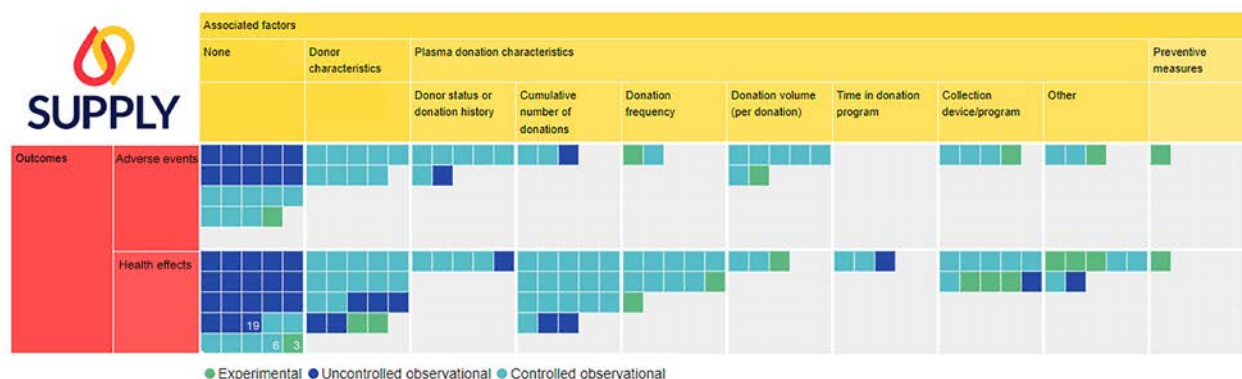 SUPPLY
Associated factors
None
Donor
characteristics
Plasma donation characteristics
Preventive
measures
Donor status or
donation history
Cumulative
number of
donations
Donation
frequency
Donation volume
(per donation)
Time in donation
program
Collection
device/program
Other
Outcomes
Adverse events
Health effects
19
6
3
Experimental
Uncontrolled observational
Controlled observational